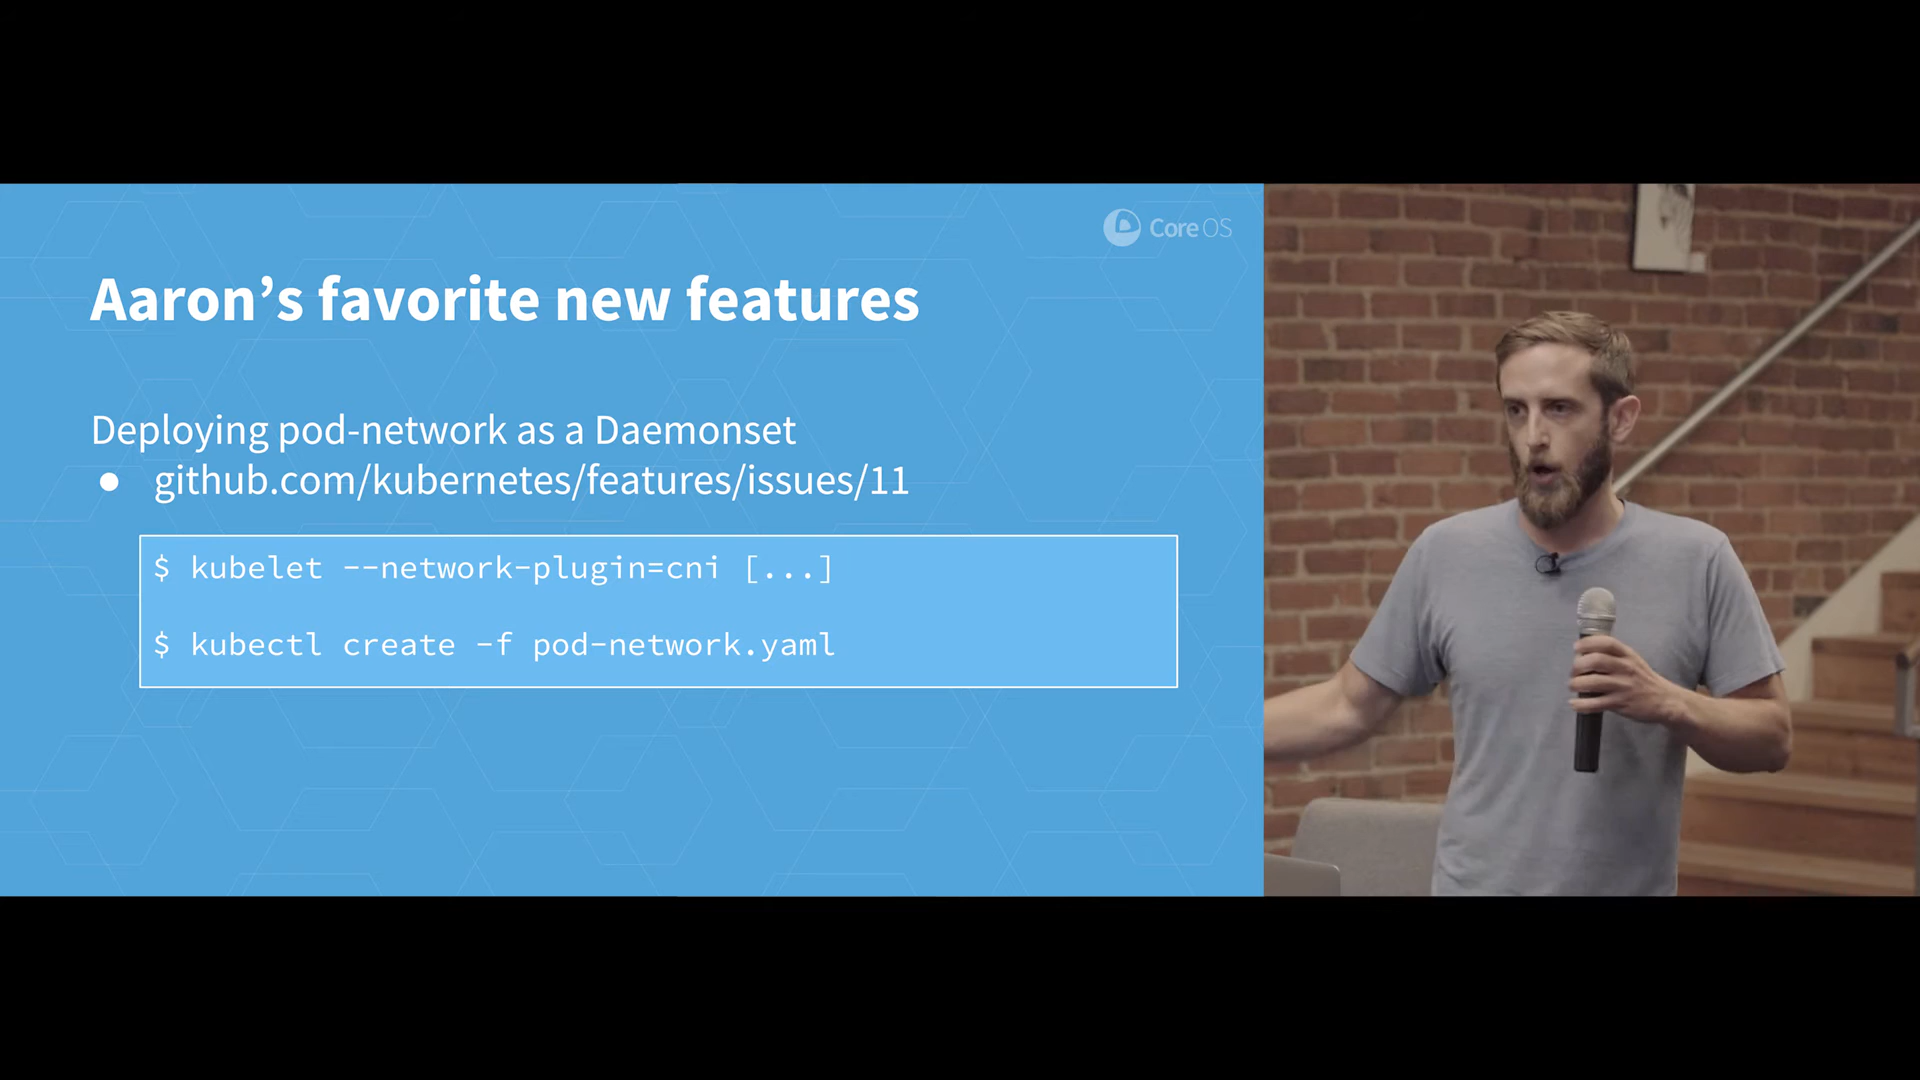 CoreOS
Aaron’s favorite new features
Deploying pod-network as a Daemonset
● github.com/kubernetes/features/issues/11
$ kubelet --network-plugin=cni [...]
$ kubectl create -f pod-network.yaml